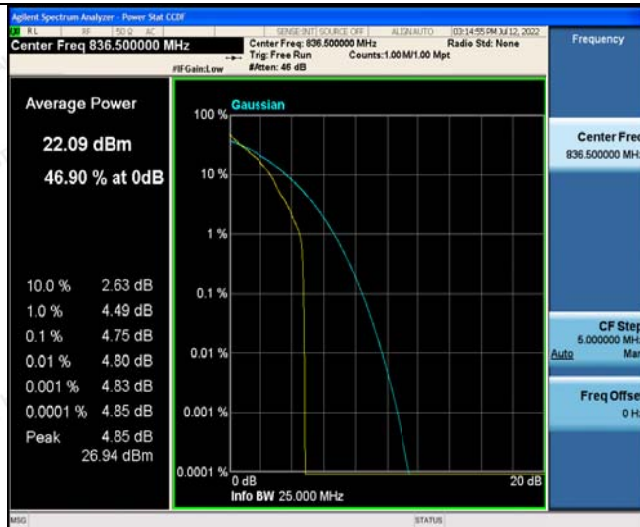 Agilent Spectrum Analyzer - Power Stat CCDF
RL RF 50 Ω AC SENSE:INT SOURCE OFF ALIGN AUTO 03:14:55 PM Jul 12, 2022
Center Freq 836.500000 MHz
Center Freq: 836.500000 MHz Radio Std: None
Trig: Free Run Counts:1.00 M/1.00 Mpt
#IFGain:Low #Atten: 46 dB
Frequency
Average Power
22.09 dBm
46.90 % at 0dB
10.0 % 2.63 dB
1.0 % 4.49 dB
0.1 % 4.75 dB
0.01 % 4.80 dB
0.001 % 4.83 dB
0.0001 % 4.85 dB
Peak 4.85 dB
26.94 dBm
Gaussian
100 %
10 %
1 %
0.1 %
0.01 %
0.001 %
0.0001 %
0 dB 20 dB
Info BW 25.000 MHz
Center Freq
836.500000 MHz
CF Step
5.000000 MHz
Auto Man
Freq Offset
0 Hz
MSG STATUS